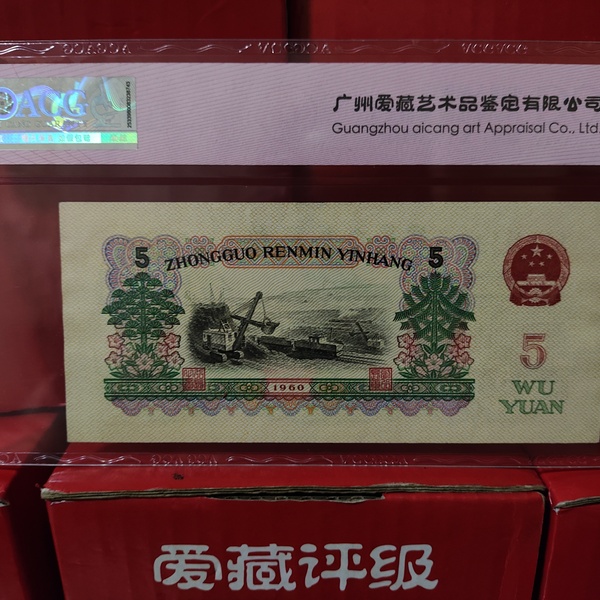 广州爱藏艺术品鉴定有限公司
Guangzhou aicang art Appraisal Co., Ltd.
5 ZHONGGUO RENMIN YINHANG 5
5
WU
YUAN
1960
爱藏评级